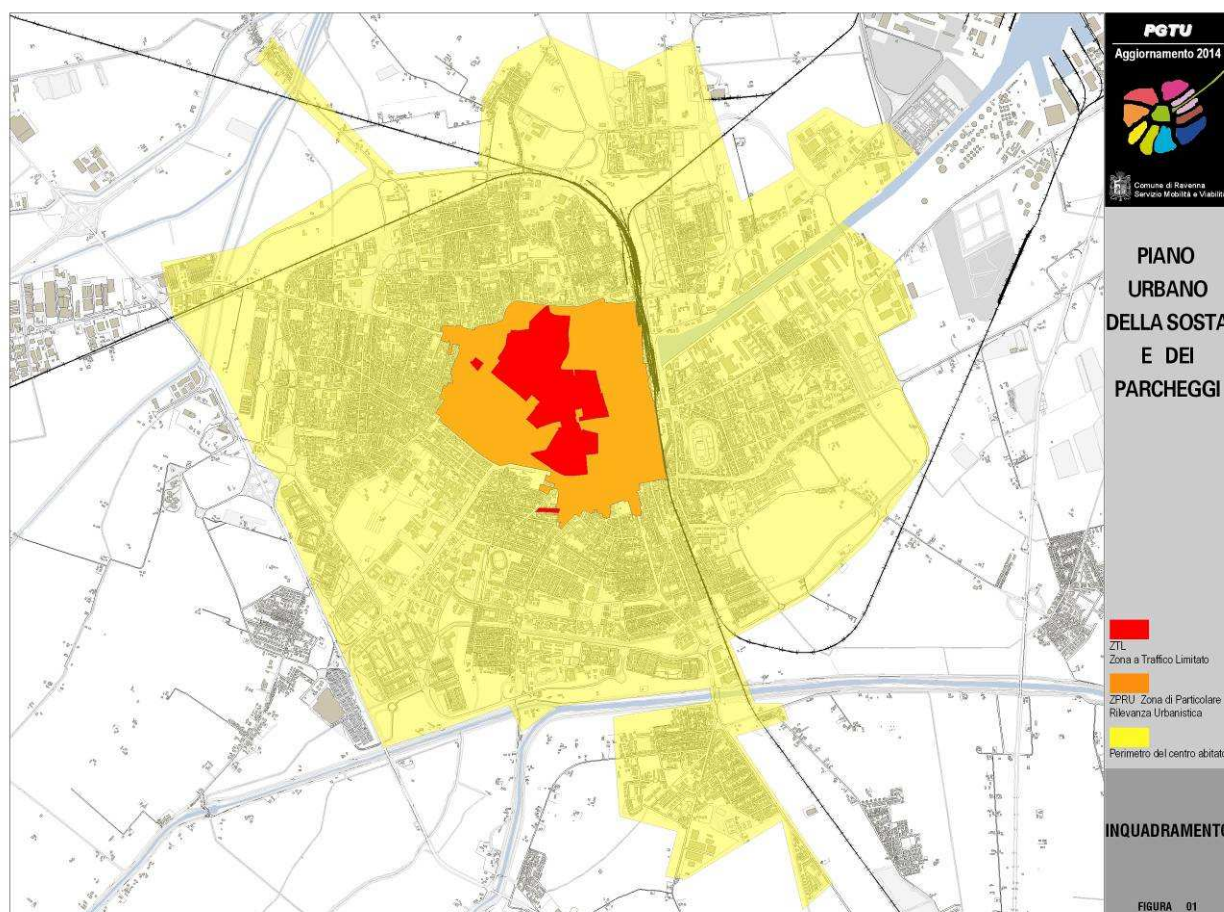 PGTU
Aggiornamento 2014
Comune di Ravenna
Servizio Mobilità e Viabilità
PIANO
URBANO
DELLA SOSTA
E DEI
PARCHEGGI
ZTL
Zona a Traffico Limitato
ZPRU Zona di Particolare
Rilevanza Urbanistica
Perimetro del centro abitato
INQUADRAMENTO
FIGURA 01